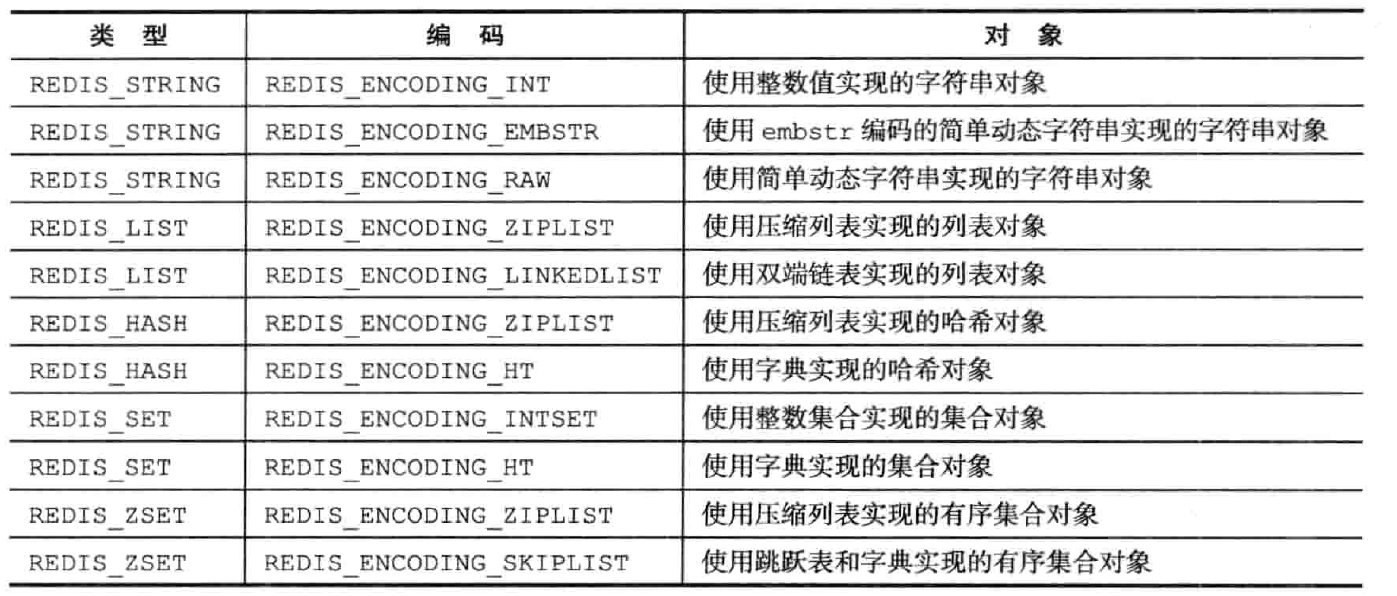 类 型 编 码 对 象
REDIS_STRING REDIS_ENCODING_INT 使用整数值实现的字符串对象
REDIS_STRING REDIS_ENCODING_EMBSTR 使用 embstr 编码的简单动态字符串实现的字符串对象
REDIS_STRING REDIS_ENCODING_RAW 使用简单动态字符串实现的字符串对象
REDIS_LIST REDIS_ENCODING_ZIPLIST 使用压缩列表实现的列表对象
REDIS_LIST REDIS_ENCODING_LINKEDLIST 使用双端链表实现的列表对象
REDIS_HASH REDIS_ENCODING_ZIPLIST 使用压缩列表实现的哈希对象
REDIS_HASH REDIS_ENCODING_HT 使用字典实现的哈希对象
REDIS_SET REDIS_ENCODING_INTSET 使用整数集合实现的集合对象
REDIS_SET REDIS_ENCODING_HT 使用字典实现的集合对象
REDIS_ZSET REDIS_ENCODING_ZIPLIST 使用压缩列表实现的有序集合对象
REDIS_ZSET REDIS_ENCODING_SKIPLIST 使用跳跃表和字典实现的有序集合对象